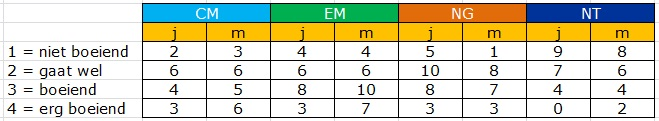 CM EM NG NT
j m j m j m j m
1 = niet boeiend 2 3 4 4 5 1 9 8
2 = gaat wel 6 6 6 6 10 8 7 6
3 = boeiend 4 5 8 10 8 7 4 4
4 = erg boeiend 3 6 3 7 3 3 0 2